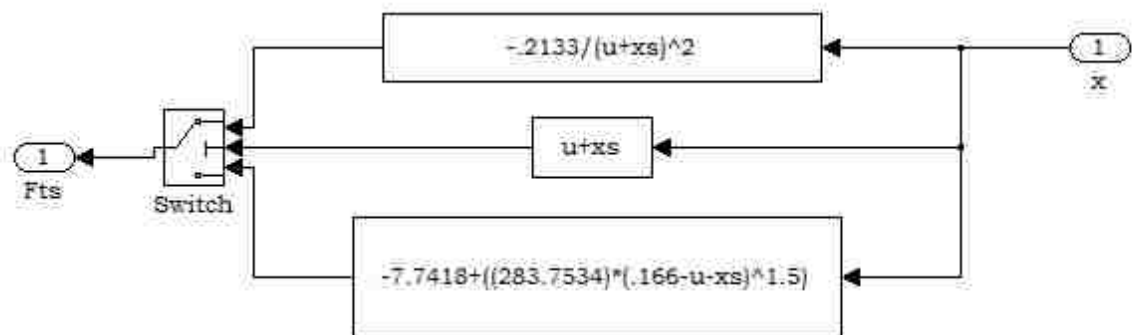 -.2133/(u+xs)^2
1
x
u+xs
1
Fts
Switch
-7.7418+((283.7534)*(.166-u-xs)^1.5)